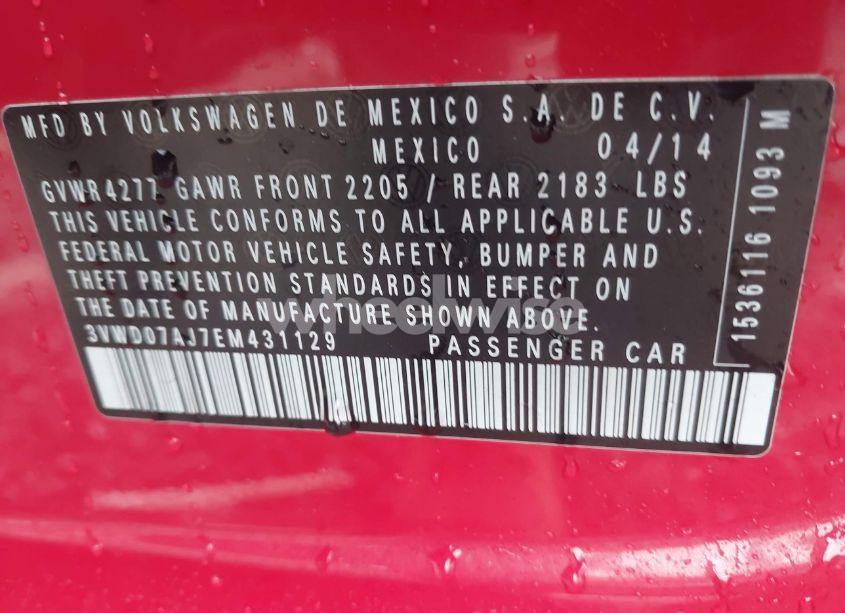 MFD BY VOLKSWAGEN DE MEXICO S.A. DE C.V.
MEXICO 04/14
GVWR4277 GAWR FRONT 2205 / REAR 2183 LBS
THIS VEHICLE CONFORMS TO ALL APPLICABLE U.S.
FEDERAL MOTOR VEHICLE SAFETY, BUMPER AND
THEFT PREVENTION STANDARDS IN EFFECT ON
THE DATE OF MANUFACTURE SHOWN ABOVE.
3VWD07AJ7EM431129 PASSENGER CAR
1536116 1093 M
wheelwise